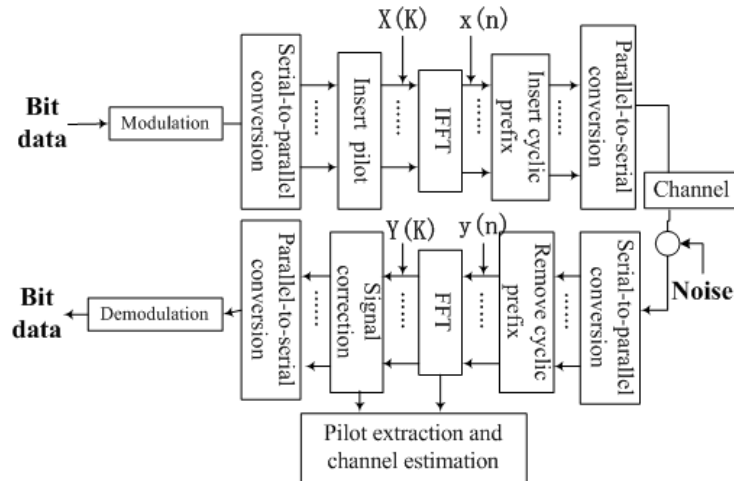 X(K)
x(n)
Bit
data
Modulation
Serial-to-parallel
conversion
......
Insert pilot
......
IFFT
......
Insert cyclic
prefix
......
Parallel-to-serial
conversion
Channel
Noise
Serial-to-parallel
conversion
......
Remove cyclic
prefix
y(n)
......
FFT
Y(K)
......
Signal
correction
......
Parallel-to-serial
conversion
Demodulation
Bit
data
Pilot extraction and
channel estimation